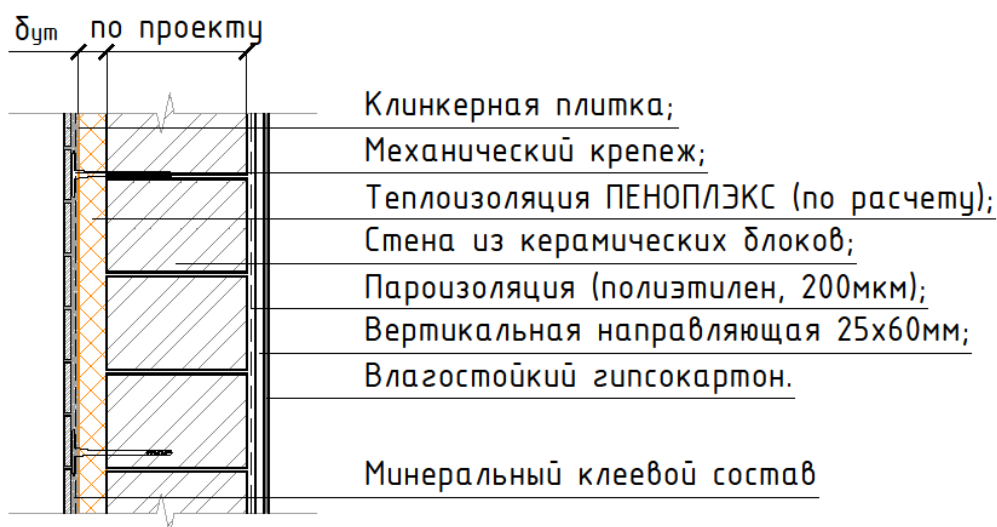 δут по проекту
Клинкерная плитка;
Механический крепеж;
Теплоизоляция ПЕНОПЛЭКС (по расчету);
Стена из керамических блоков;
Пароизоляция (полиэтилен, 200мкм);
Вертикальная направляющая 25х60мм;
Влагостойкий гипсокартон.
Минеральный клеевой состав